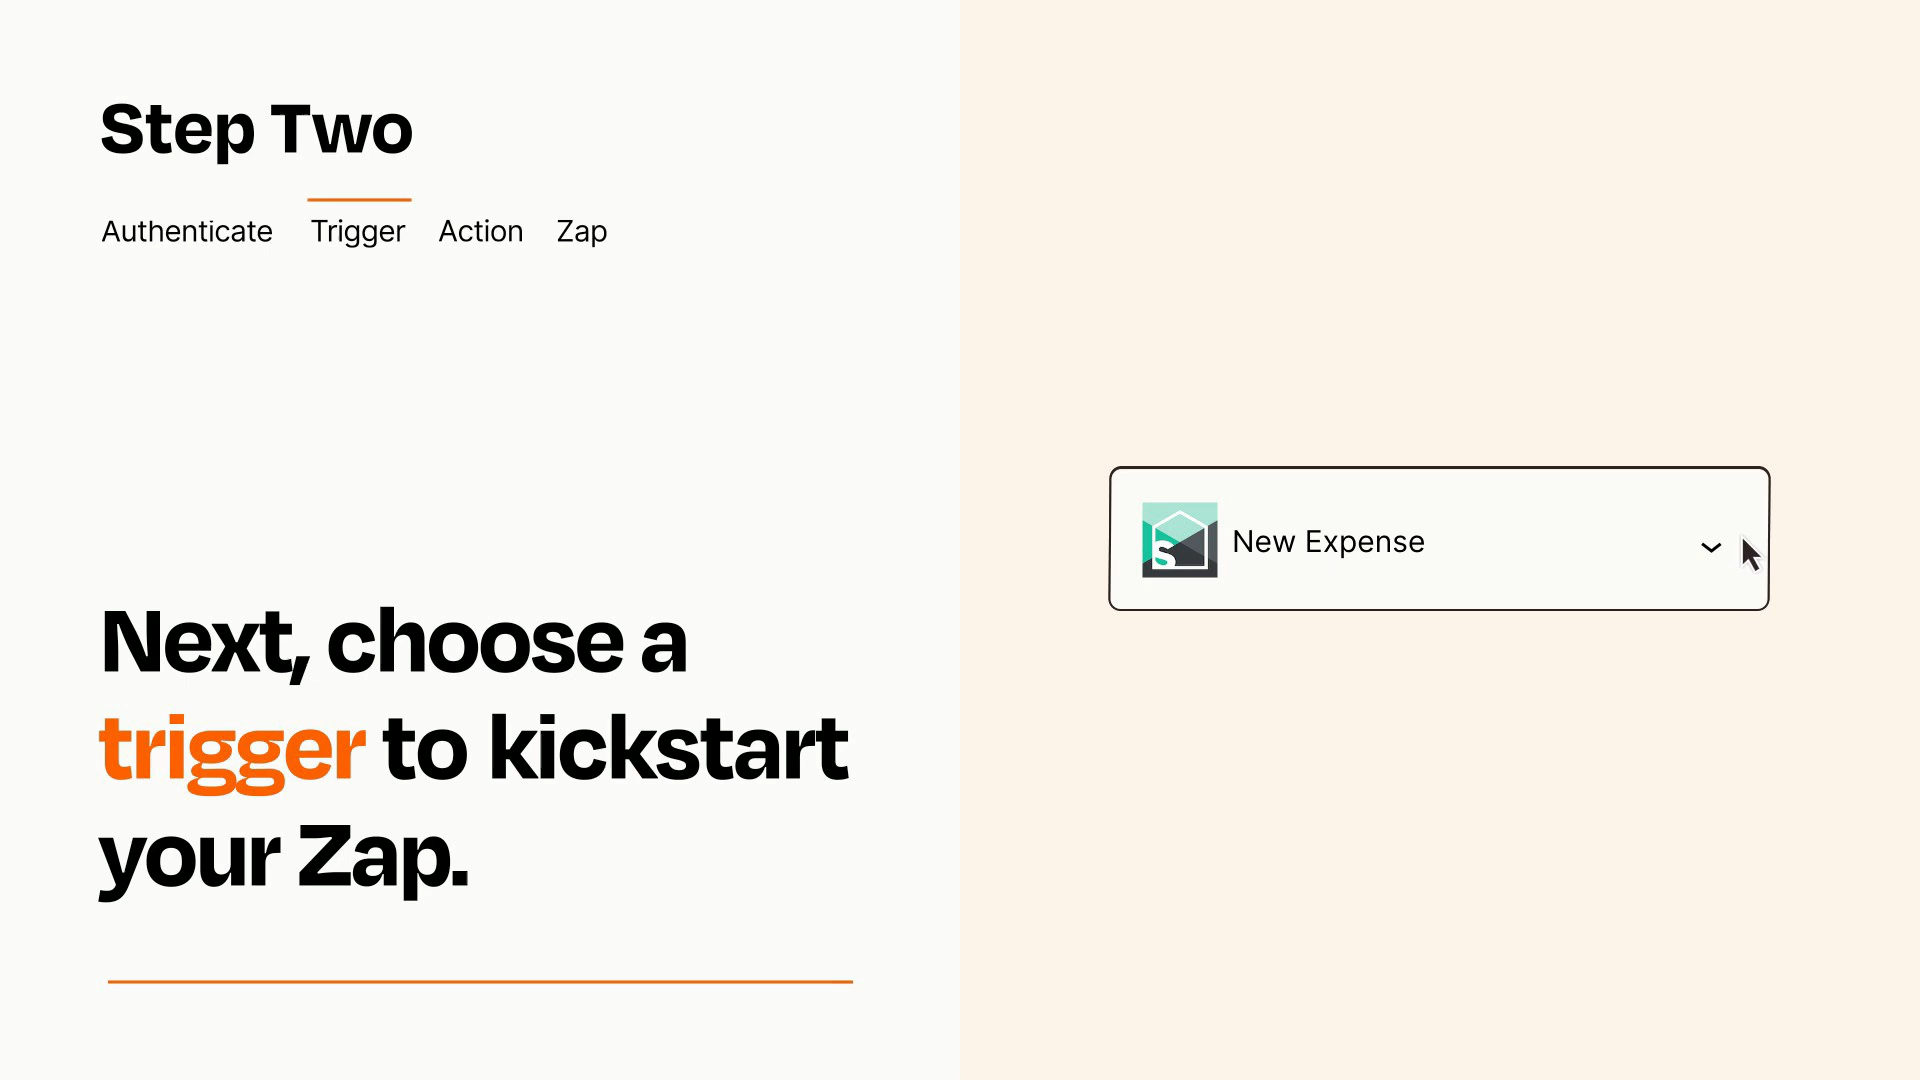 Step Two
Authenticate Trigger Action Zap
Next, choose a
trigger to kickstart
your Zap.
S
New Expense